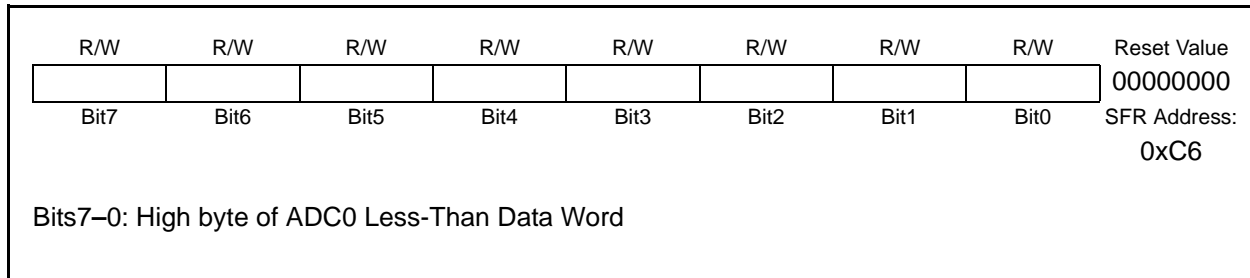 R/W R/W R/W R/W R/W R/W R/W R/W Reset Value
00000000
Bit7 Bit6 Bit5 Bit4 Bit3 Bit2 Bit1 Bit0 SFR Address:
0xC6
Bits7–0: High byte of ADC0 Less-Than Data Word